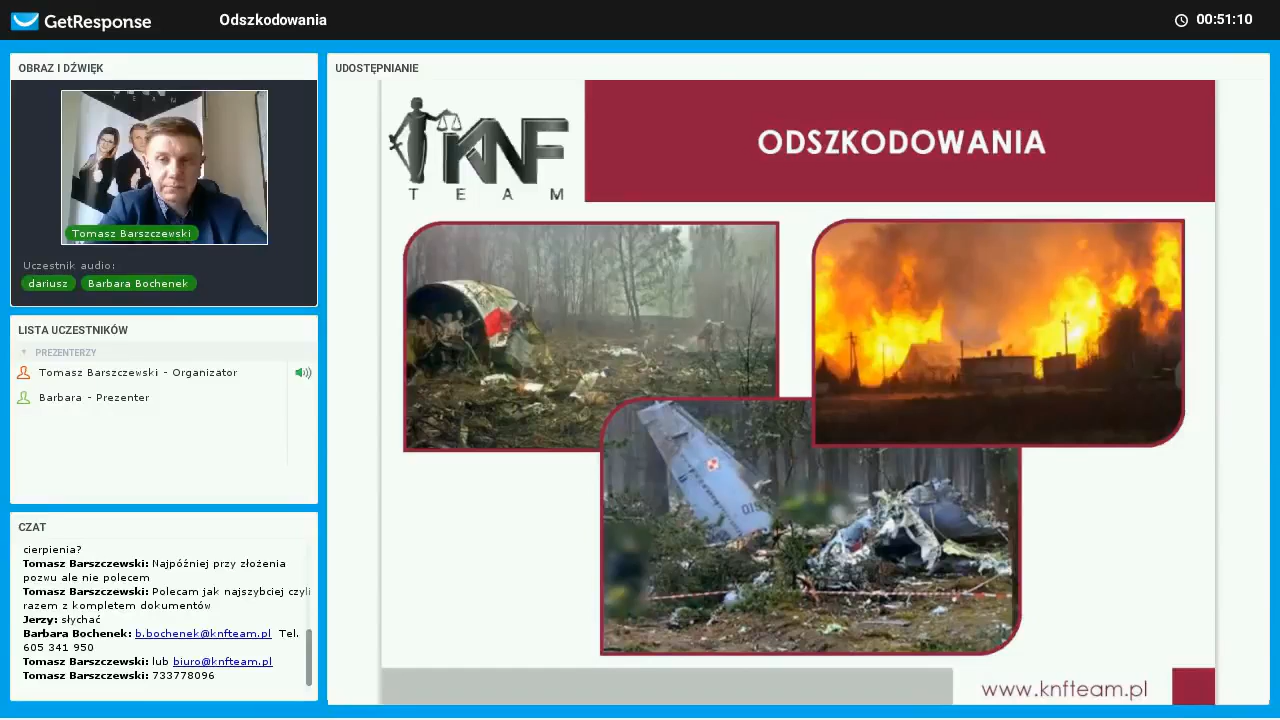 GetResponse
Odszkodowania
00:51:10
OBRAZ I DŹWIĘK
Tomasz Barszczewski
Uczestnik audio:
dariusz
Barbara Bochenek
LISTA UCZESTNIKÓW
PREZENTERZY
Tomasz Barszczewski - Organizator
Barbara - Prezenter
CZAT
cierpienia?
Tomasz Barszczewski: Najpóźniej przy złożenia
pozwu ale nie polecem
Tomasz Barszczewski: Polecam jak najszybciej czyli
razem z kompletem dokumentów
Jerzy: słychać
Barbara Bochenek: b.bochenek@knfteam.pl Tel.
605 341 950
Tomasz Barszczewski: lub biuro@knfteam.pl
Tomasz Barszczewski: 733778096
UDOSTĘPNIANIE
KNF
TEAM
ODSZKODOWANIA
www.knfteam.pl